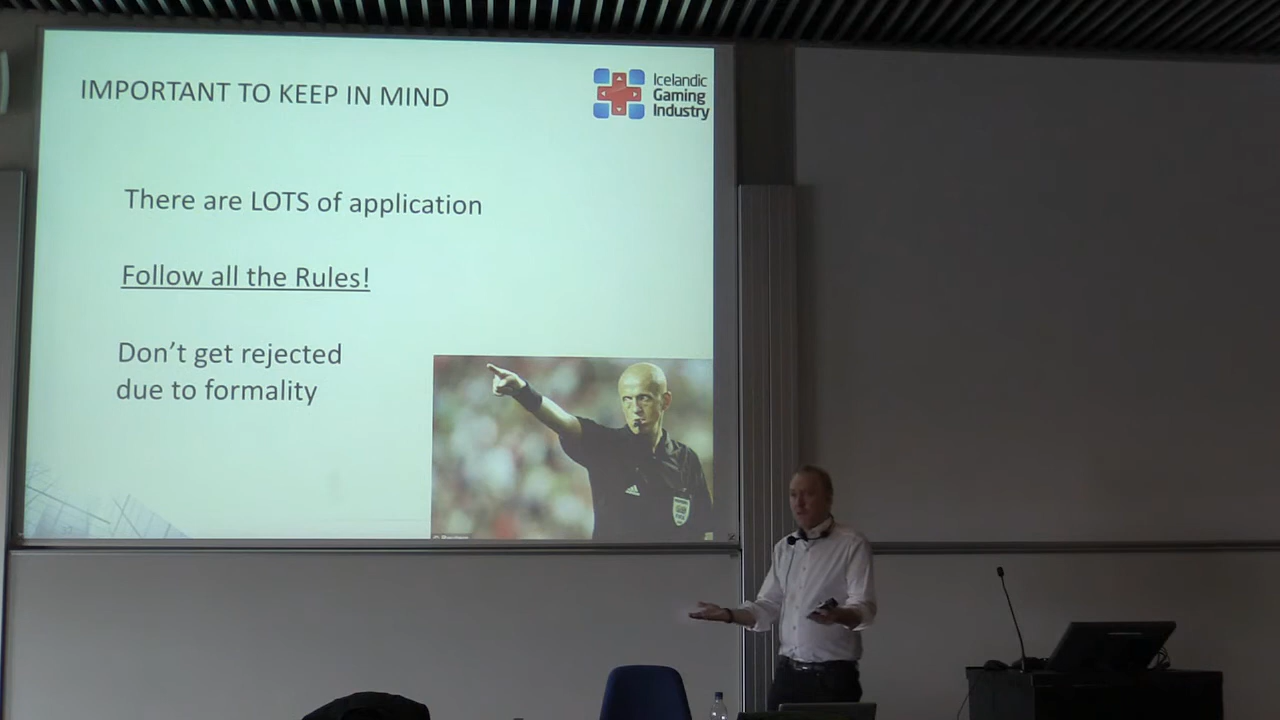 IMPORTANT TO KEEP IN MIND
Icelandic
Gaming
Industry
There are LOTS of application
Follow all the Rules!
Don't get rejected
due to formality